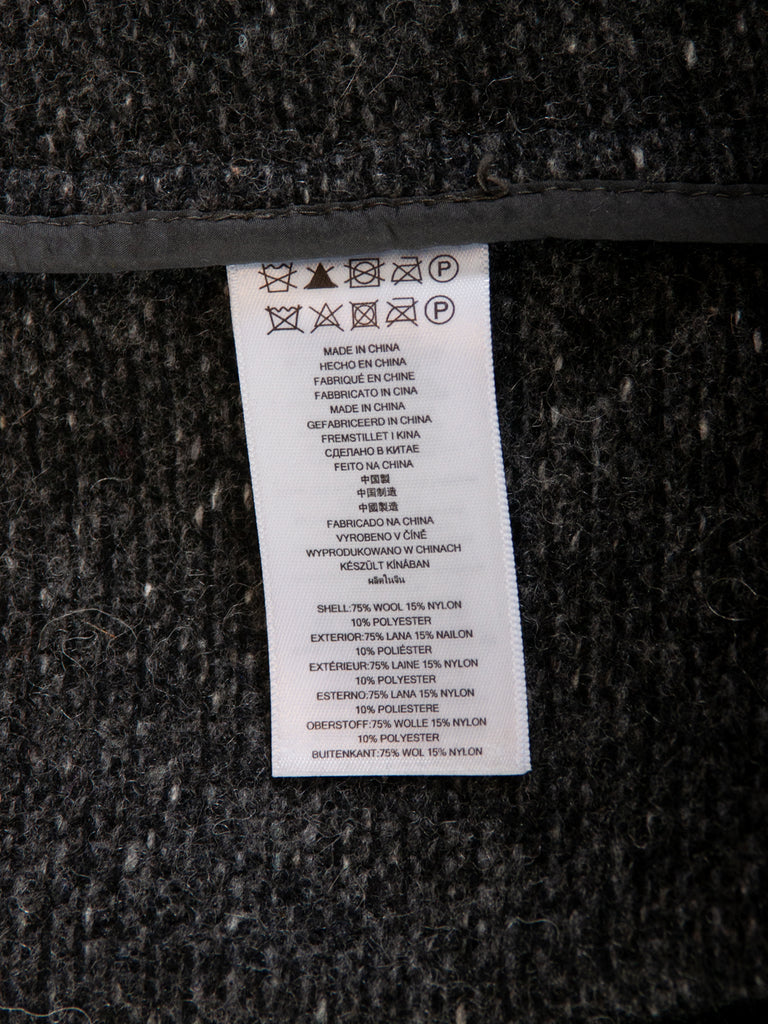 P
P
MADE IN CHINA
HECHO EN CHINA
FABRIQUÉ EN CHINE
FABBRICATO IN CINA
MADE IN CHINA
GEFABRICEERD IN CHINA
FREMSTILLET I KINA
СДЕЛАНО В КИТАЕ
FEITO NA CHINA
中国製
中国制造
中國製造
FABRICADO NA CHINA
VYROBENO V ČÍNĚ
WYPRODUKOWANO W CHINACH
KÉSZÜLT KÍNÁBAN
ผลิตในจีน
SHELL:75% WOOL 15% NYLON
10% POLYESTER
EXTERIOR:75% LANA 15% NAILON
10% POLIÉSTER
EXTÉRIEUR:75% LAINE 15% NYLON
10% POLYESTER
ESTERNO:75% LANA 15% NYLON
10% POLIESTERE
OBERSTOFF:75% WOLLE 15% NYLON
10% POLYESTER
BUITENKANT:75% WOL 15% NYLON